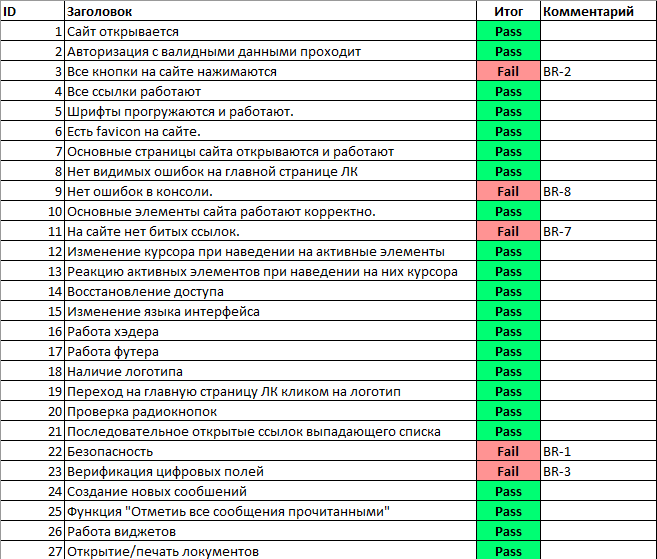 ID Заголовок Итог Комментарий
1 Сайт открывается Pass
2 Авторизация с валидными данными проходит Pass
3 Все кнопки на сайте нажимаются Fail BR-2
4 Все ссылки работают Pass
5 Шрифты прогружаются и работают. Pass
6 Есть favicon на сайте. Pass
7 Основные страницы сайта открываются и работают Pass
8 Нет видимых ошибок на главной странице ЛК Pass
9 Нет ошибок в консоли. Fail BR-8
10 Основные элементы сайта работают корректно. Pass
11 На сайте нет битых ссылок. Fail BR-7
12 Изменение курсора при наведении на активные элементы Pass
13 Реакцию активных элементов при наведении на них курсора Pass
14 Восстановление доступа Pass
15 Изменение языка интерфейса Pass
16 Работа хэдера Pass
17 Работа футера Pass
18 Наличие логотипа Pass
19 Переход на главную страницу ЛК кликом на логотип Pass
20 Проверка радиокнопок Pass
21 Последовательное открытые ссылок выпадающего списка Pass
22 Безопасность Fail BR-1
23 Верификация цифровых полей Fail BR-3
24 Создание новых сообшений Pass
25 Функция "Отметиь все сообщения прочитанными" Pass
26 Работа виджетов Pass
27 Открытие/печать локументов Pass